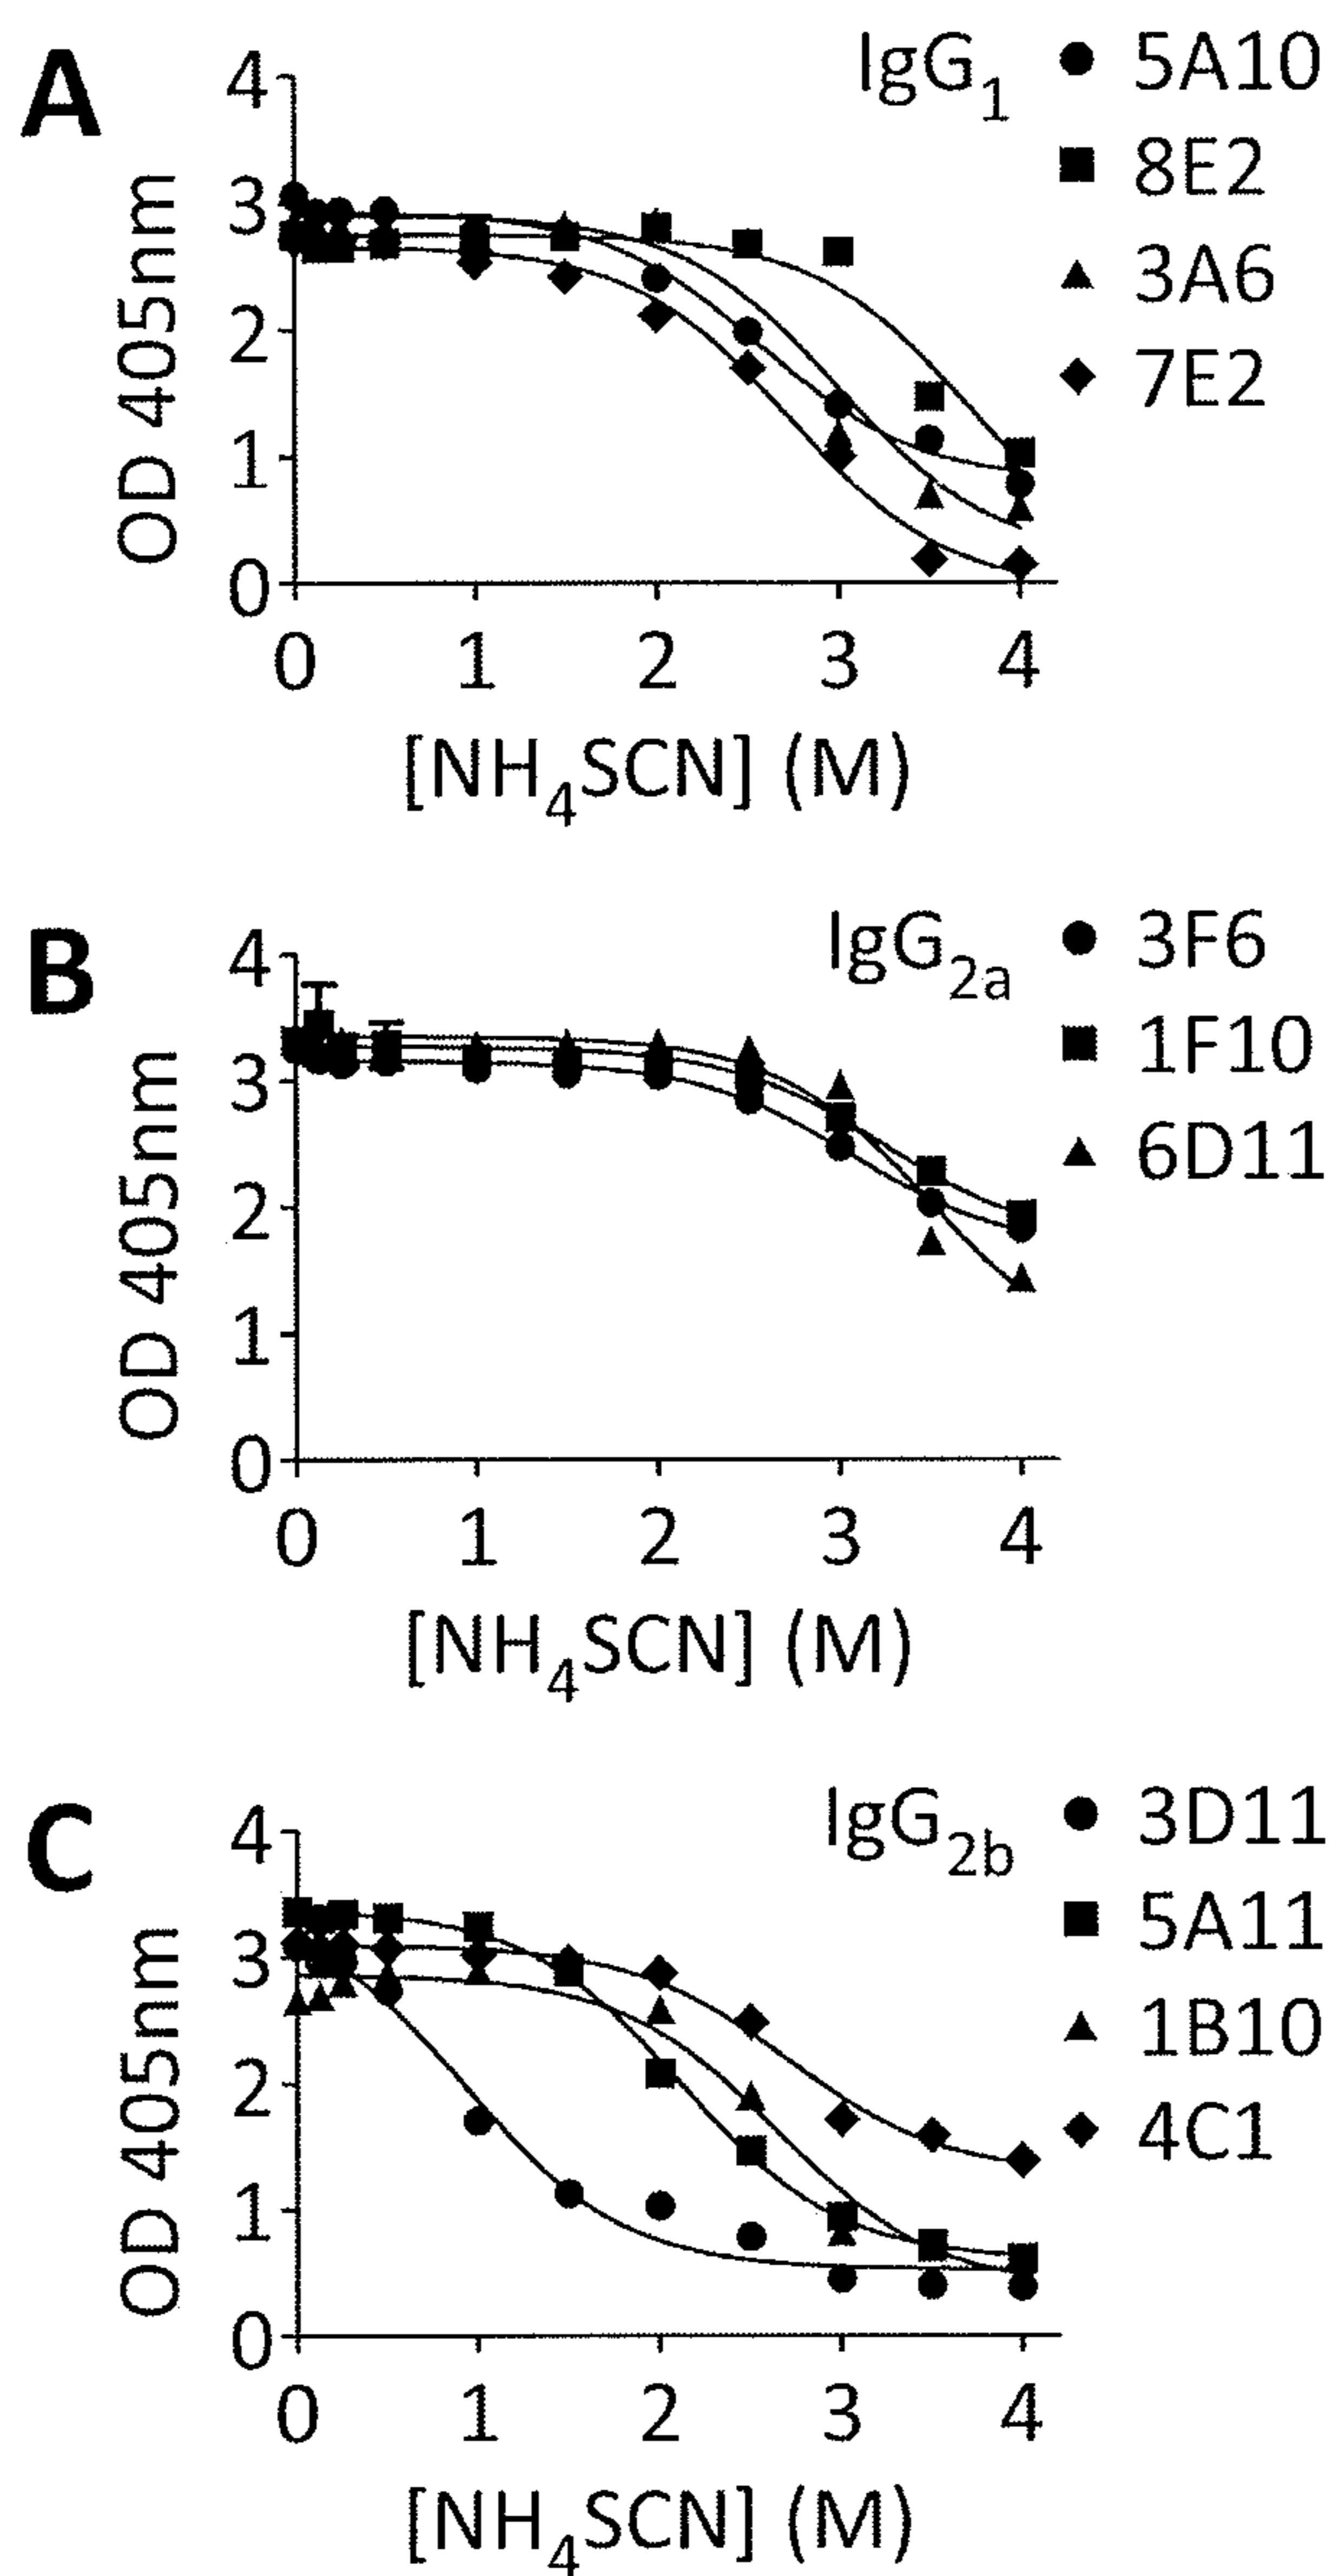 A
IgG1
5A10
8E2
3A6
7E2
OD 405nm
4
3
2
1
0
0 1 2 3 4
[NH4SCN] (M)
B
IgG2a
3F6
1F10
6D11
OD 405nm
4
3
2
1
0
0 1 2 3 4
[NH4SCN] (M)
C
IgG2b
3D11
5A11
1B10
4C1
OD 405nm
4
3
2
1
0
0 1 2 3 4
[NH4SCN] (M)